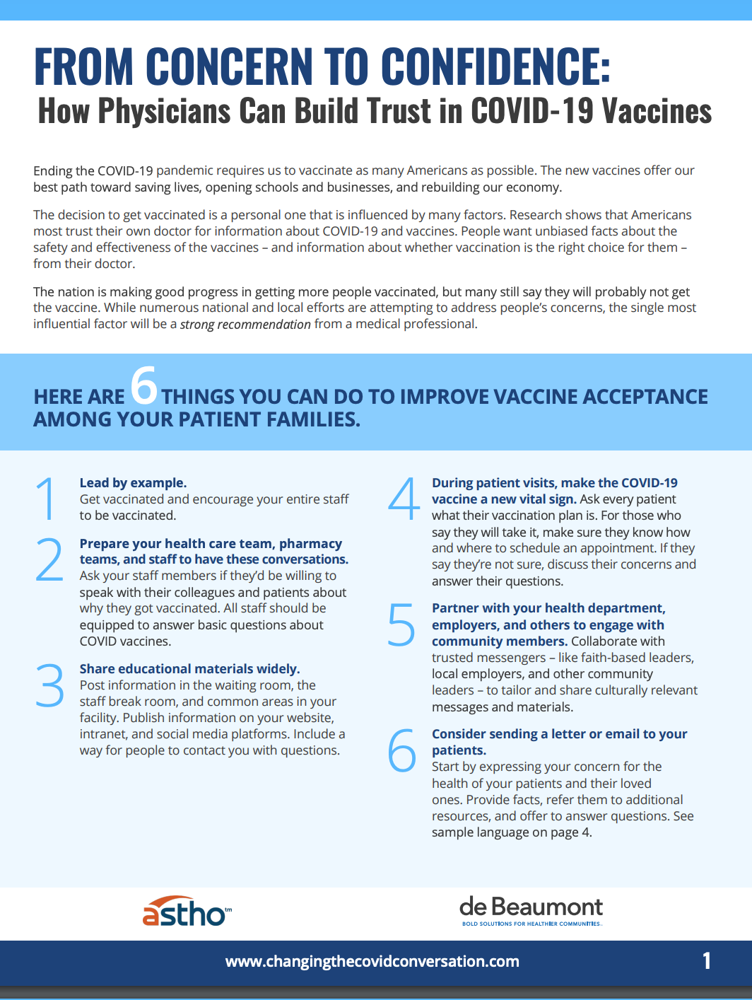 FROM CONCERN TO CONFIDENCE:
How Physicians Can Build Trust in COVID-19 Vaccines
Ending the COVID-19 pandemic requires us to vaccinate as many Americans as possible. The new vaccines offer our
best path toward saving lives, opening schools and businesses, and rebuilding our economy.
The decision to get vaccinated is a personal one that is influenced by many factors. Research shows that Americans
most trust their own doctor for information about COVID-19 and vaccines. People want unbiased facts about the
safety and effectiveness of the vaccines – and information about whether vaccination is the right choice for them –
from their doctor.
The nation is making good progress in getting more people vaccinated, but many still say they will probably not get
the vaccine. While numerous national and local efforts are attempting to address people's concerns, the single most
influential factor will be a strong recommendation from a medical professional.
HERE ARE 6 THINGS YOU CAN DO TO IMPROVE VACCINE ACCEPTANCE
AMONG YOUR PATIENT FAMILIES.
1
Lead by example.
Get vaccinated and encourage your entire staff
to be vaccinated.
2
Prepare your health care team, pharmacy
teams, and staff to have these conversations.
Ask your staff members if they'd be willing to
speak with their colleagues and patients about
why they got vaccinated. All staff should be
equipped to answer basic questions about
COVID vaccines.
3
Share educational materials widely.
Post information in the waiting room, the
staff break room, and common areas in your
facility. Publish information on your website,
intranet, and social media platforms. Include a
way for people to contact you with questions.
4
During patient visits, make the COVID-19
vaccine a new vital sign. Ask every patient
what their vaccination plan is. For those who
say they will take it, make sure they know how
and where to schedule an appointment. If they
say they're not sure, discuss their concerns and
answer their questions.
5
Partner with your health department,
employers, and others to engage with
community members. Collaborate with
trusted messengers – like faith-based leaders,
local employers, and other community
leaders – to tailor and share culturally relevant
messages and materials.
6
Consider sending a letter or email to your
patients.
Start by expressing your concern for the
health of your patients and their loved
ones. Provide facts, refer them to additional
resources, and offer to answer questions. See
sample language on page 4.
astho™
de Beaumont
BOLD SOLUTIONS FOR HEALTHIER COMMUNITIES
www.changingthecovidconversation.com
1